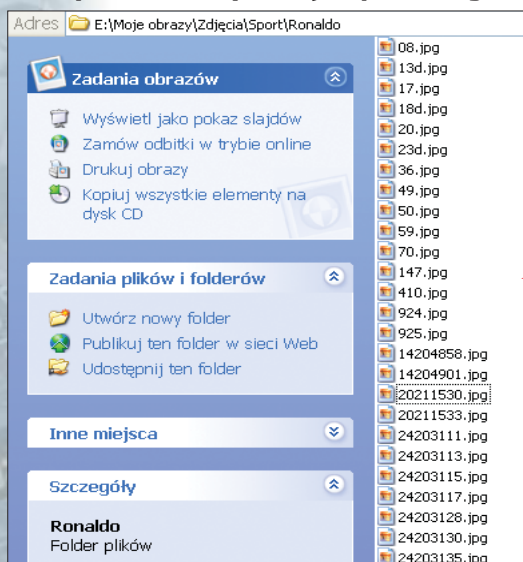 Adres E:\Moje obrazy\Zdjęcia\Sport\Ronaldo
Zadania obrazów
Wyświetl jako pokaz slajdów
Zamów odbitki w trybie online
Drukuj obrazy
Kopiuj wszystkie elementy na
dysk CD
Zadania plików i folderów
Utwórz nowy folder
Publikuj ten folder w sieci Web
Udostępnij ten folder
Inne miejsca
Szczegóły
Ronaldo
Folder plików
08.jpg
13d.jpg
17.jpg
18d.jpg
20.jpg
23d.jpg
36.jpg
49.jpg
50.jpg
59.jpg
70.jpg
147.jpg
410.jpg
924.jpg
925.jpg
14204858.jpg
14204901.jpg
20211530.jpg
20211533.jpg
24203111.jpg
24203113.jpg
24203115.jpg
24203117.jpg
24203128.jpg
24203130.jpg
24203135.jpg